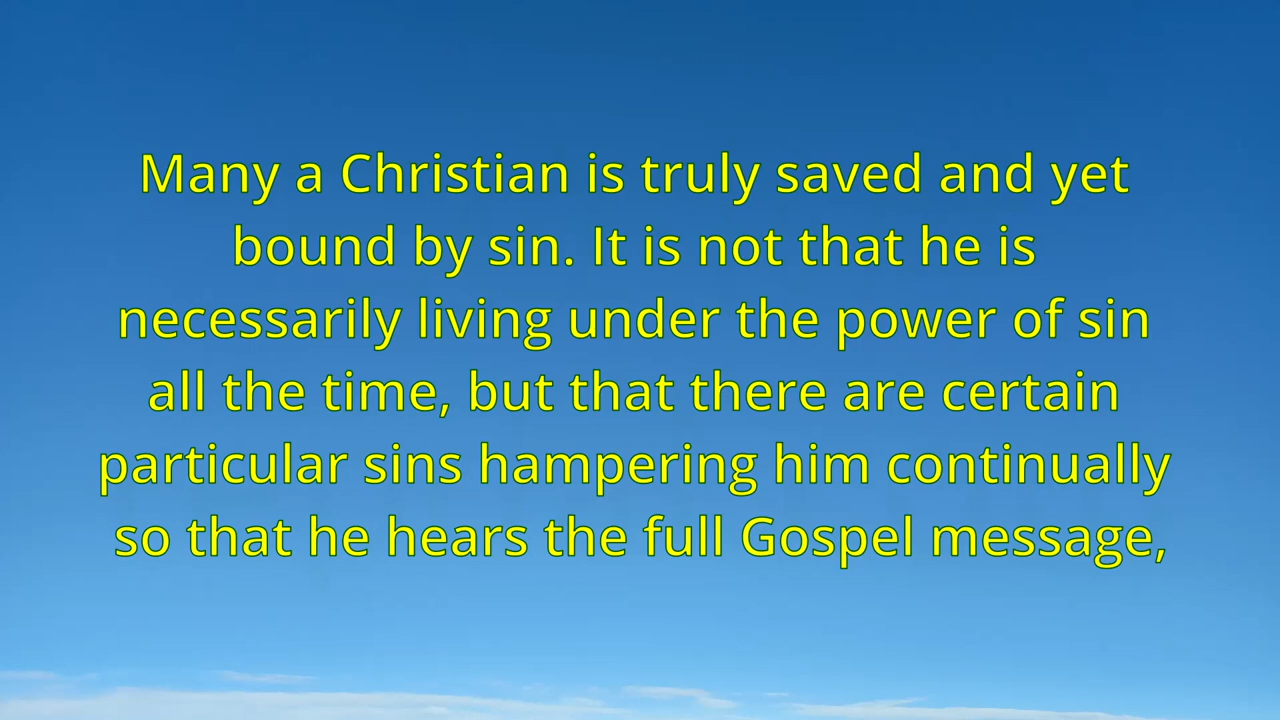 Many a Christian is truly saved and yet
bound by sin. It is not that he is
necessarily living under the power of sin
all the time, but that there are certain
particular sins hampering him continually
so that he hears the full Gospel message,